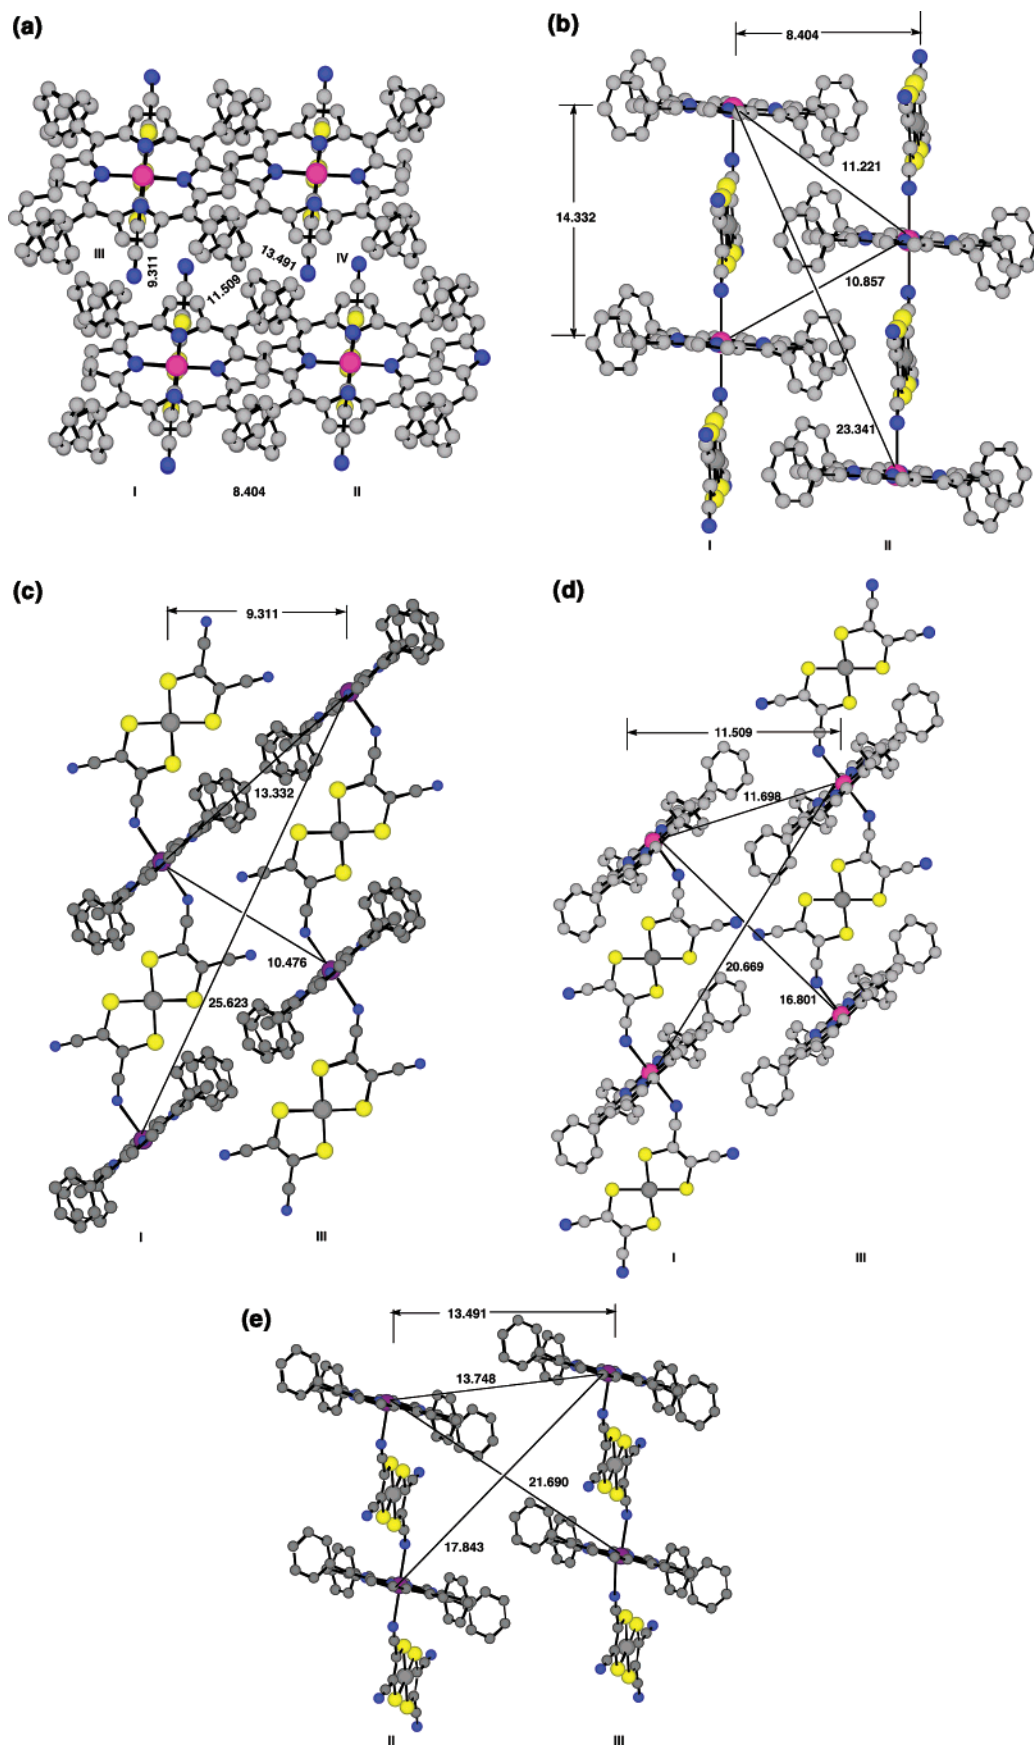 (a)
III
9.311
11.509
13.491
IV
I
8.404
II
(b)
8.404
14.332
11.221
10.857
23.341
I
II
(c)
9.311
13.332
10.476
25.623
I
III
(d)
11.509
11.698
20.669
16.801
I
III
(e)
13.491
13.748
21.690
17.843
II
III